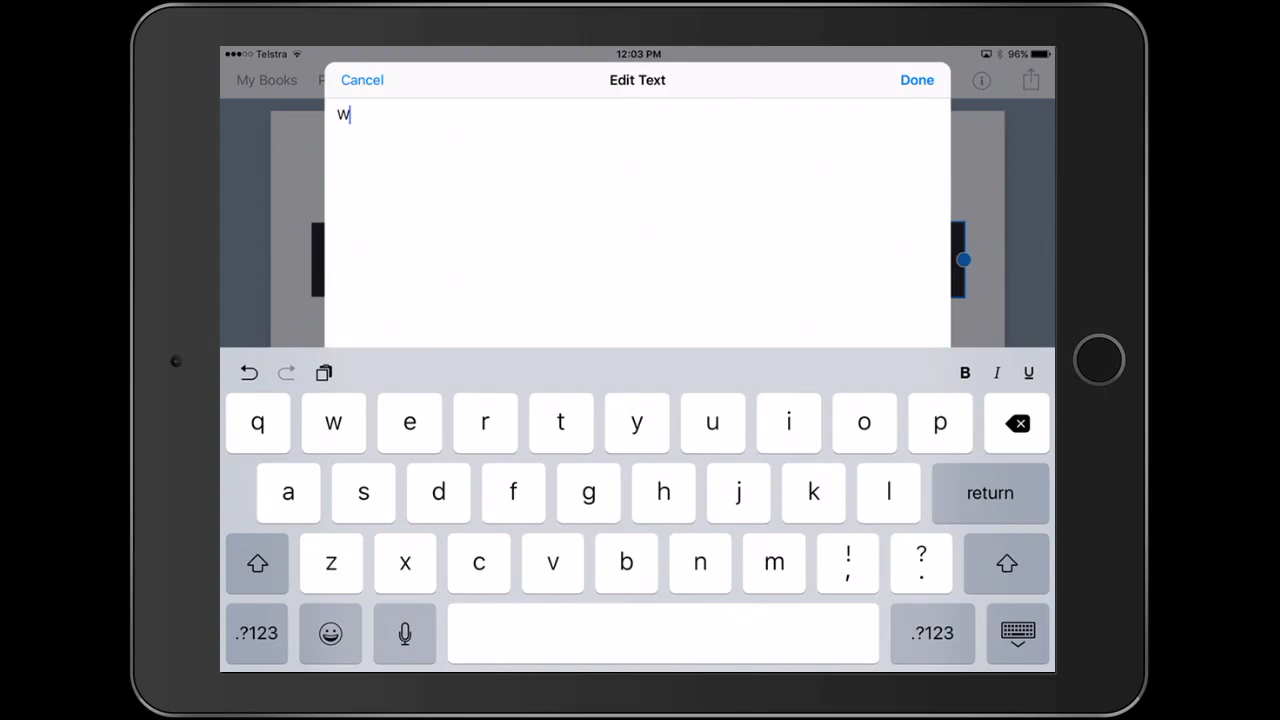 Telstra 12:03 PM 96%
My Books
Cancel Edit Text Done
W
B I U
q w e r t y u i o p
a s d f g h j k l return
z x c v b n m ! , ? .
.?123 .?123